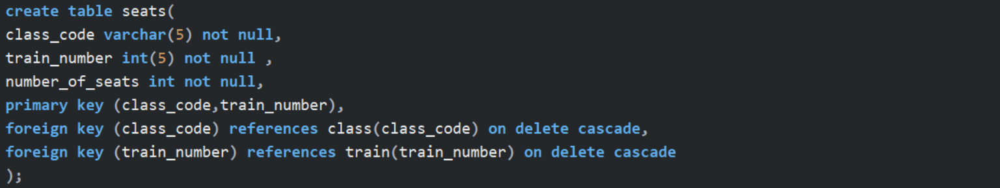 create table seats(
class_code varchar(5) not null,
train_number int(5) not null ,
number_of_seats int not null,
primary key (class_code,train_number),
foreign key (class_code) references class(class_code) on delete cascade,
foreign key (train_number) references train(train_number) on delete cascade
);